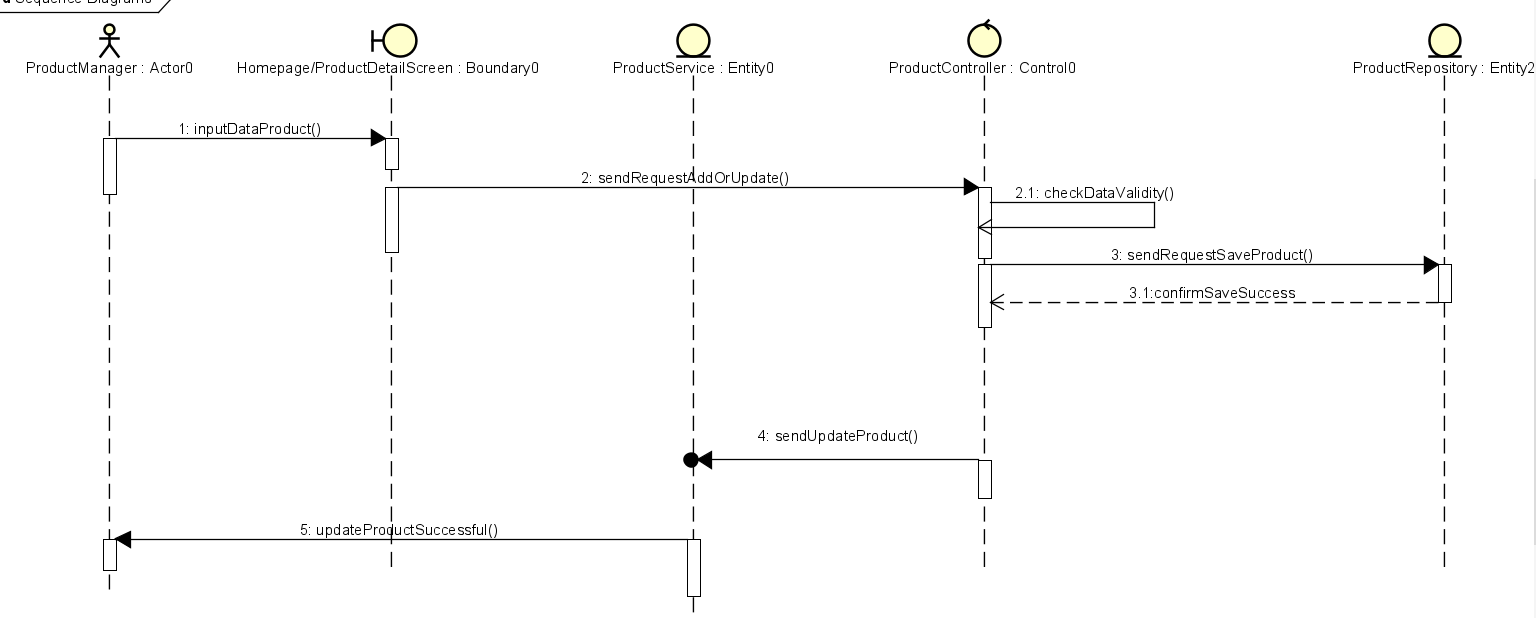 Sequence Diagrams
ProductManager : Actor0
Homepage/ProductDetailScreen : Boundary0
ProductService : Entity0
ProductController : Control0
ProductRepository : Entity2
1: inputDataProduct()
2: sendRequestAddOrUpdate()
2.1: checkDataValidity()
3: sendRequestSaveProduct()
3.1:confirmSaveSuccess
4: sendUpdateProduct()
5: updateProductSuccessful()